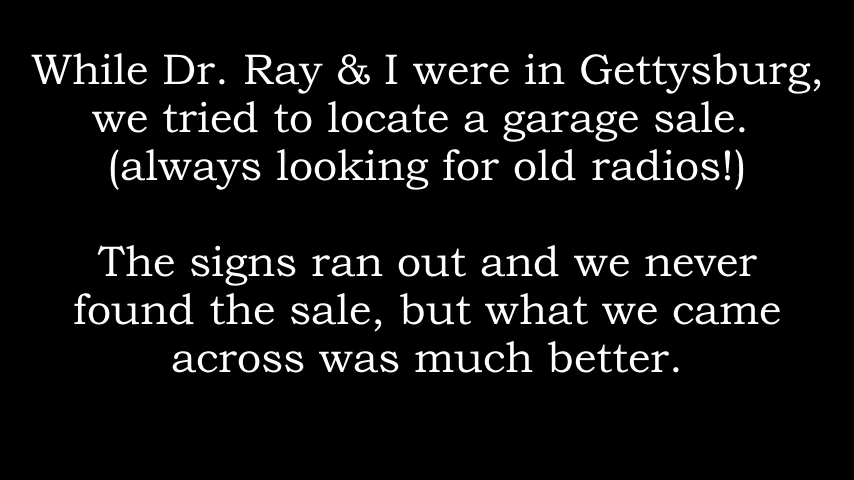 While Dr. Ray & I were in Gettysburg,
we tried to locate a garage sale.
(always looking for old radios!)
The signs ran out and we never
found the sale, but what we came
across was much better.